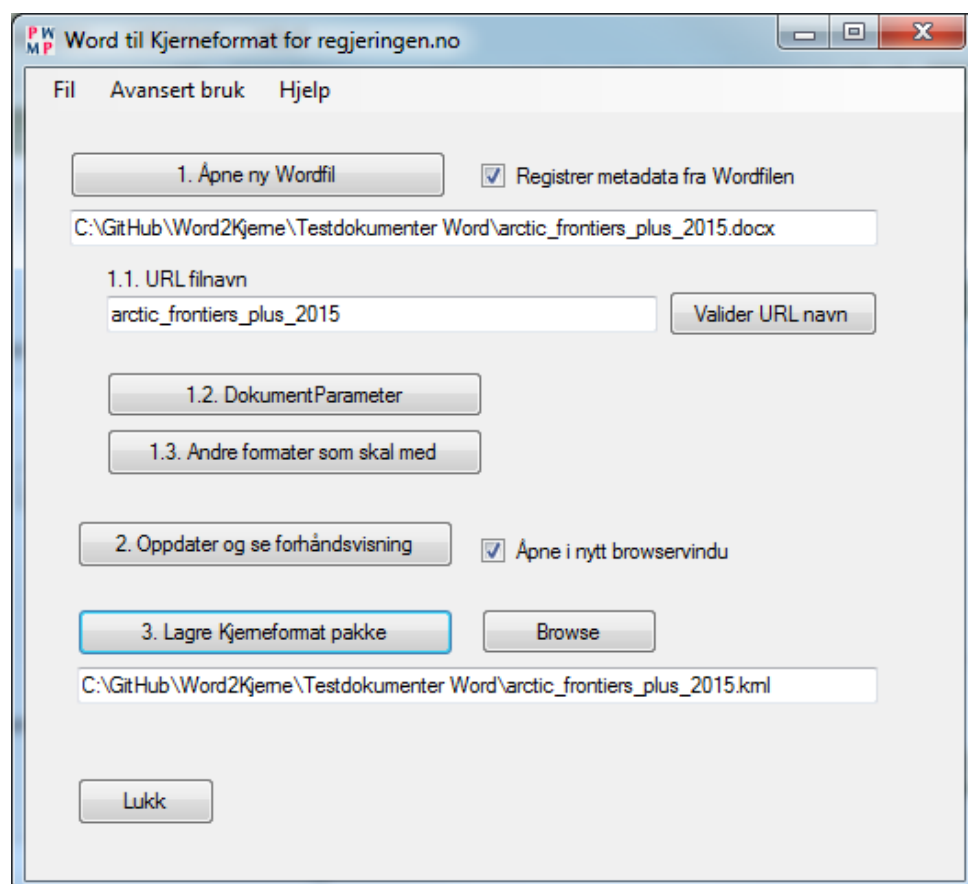 PW
MP
Word til Kjerneformat for regjeringen.no
Fil Avansert bruk Hjelp
1. Åpne ny Wordfil
Registrer metadata fra Wordfilen
C:\GitHub\Word2Kjerne\Testdokumenter Word\arctic_frontiers_plus_2015.docx
1.1. URL filnavn
arctic_frontiers_plus_2015
Valider URL navn
1.2. DokumentParameter
1.3. Andre formater som skal med
2. Oppdater og se forhåndsvisning
Åpne i nytt browservindu
3. Lagre Kjerneformat pakke
Browse
C:\GitHub\Word2Kjerne\Testdokumenter Word\arctic_frontiers_plus_2015.kml
Lukk